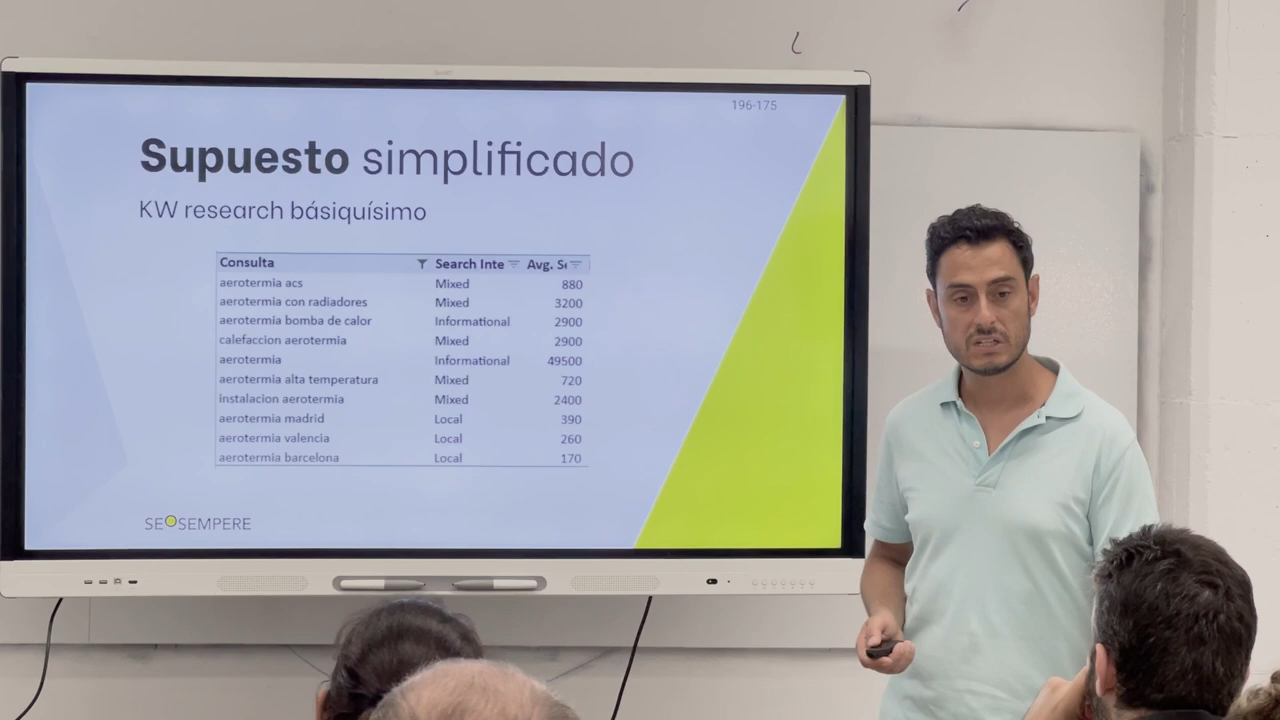 196-175
Supuesto simplificado
KW research básiquísimo
Consulta Search Inte Avg. Se
aerotermia acs Mixed 880
aerotermia con radiadores Mixed 3200
aerotermia bomba de calor Informational 2900
calefaccion aerotermia Mixed 2900
aerotermia Informational 49500
aerotermia alta temperatura Mixed 720
instalacion aerotermia Mixed 2400
aerotermia madrid Local 390
aerotermia valencia Local 260
aerotermia barcelona Local 170
SEOSEMPERE